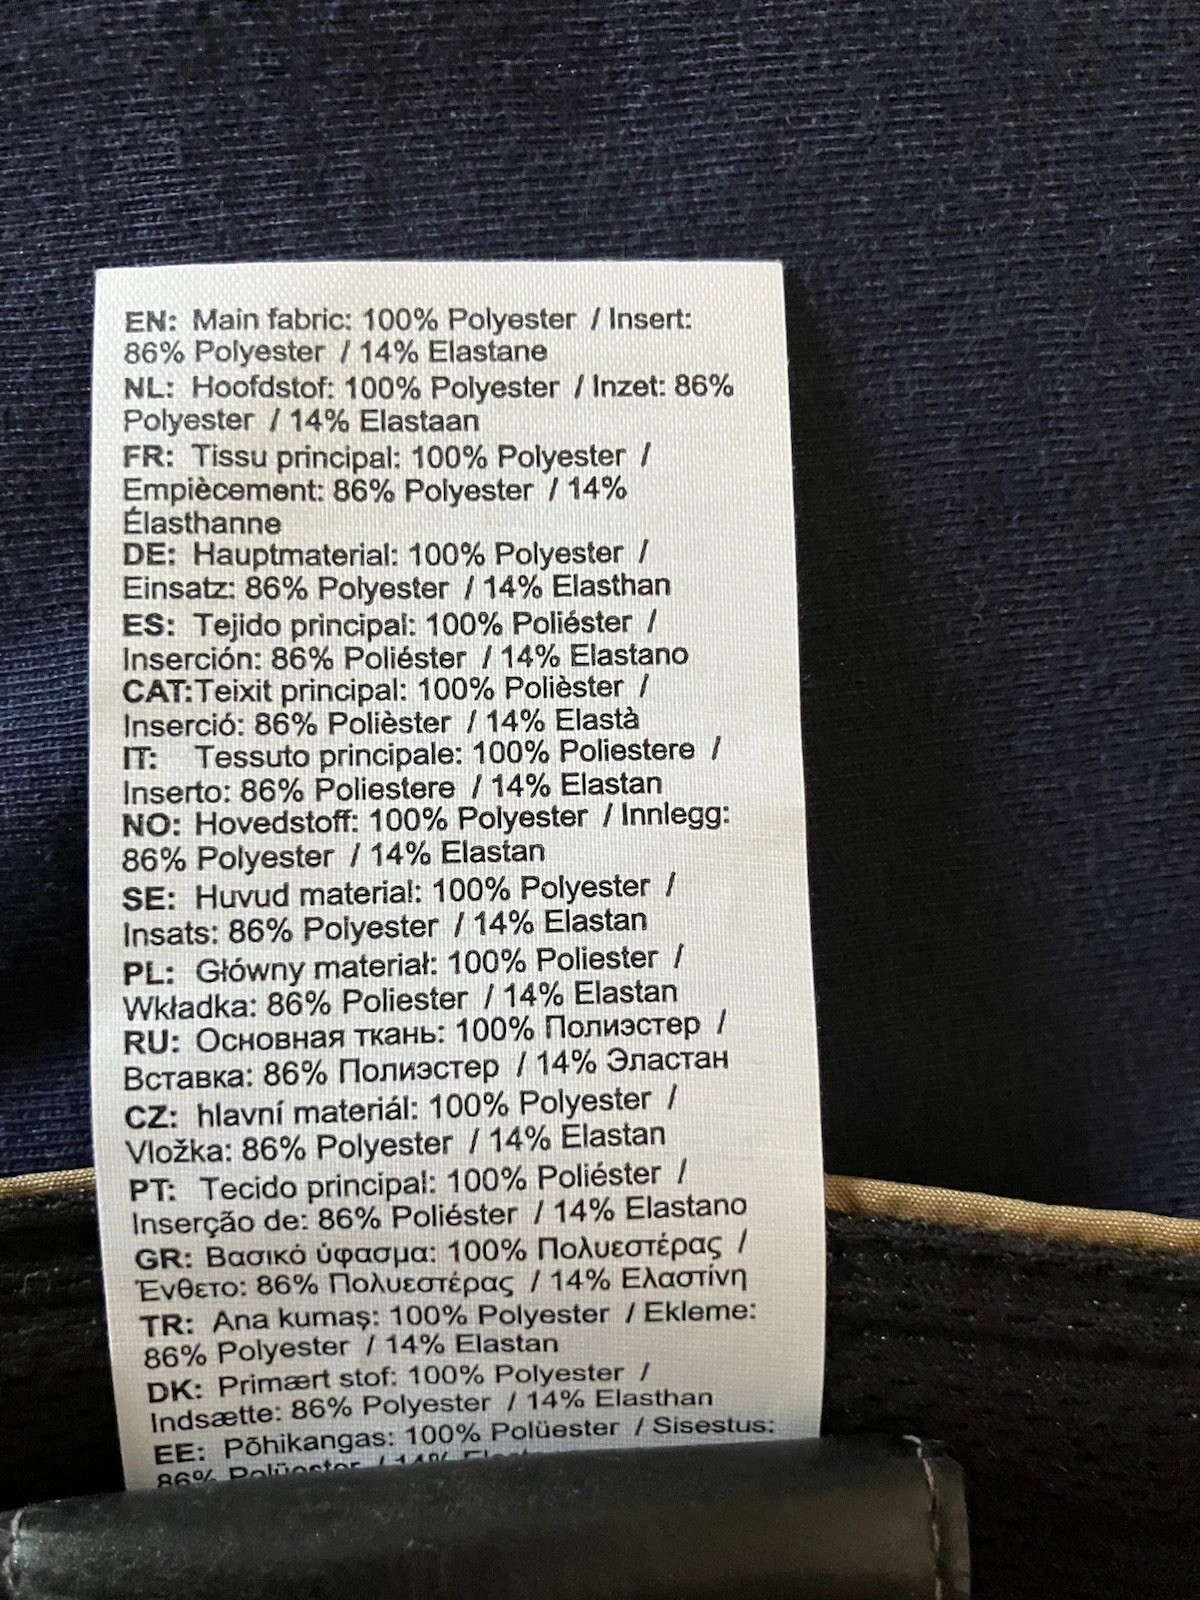 EN: Main fabric: 100% Polyester / Insert:
86% Polyester / 14% Elastane
NL: Hoofdstof: 100% Polyester / Inzet: 86%
Polyester / 14% Elastaan
FR: Tissu principal: 100% Polyester /
Empiècement: 86% Polyester / 14%
Élasthanne
DE: Hauptmaterial: 100% Polyester /
Einsatz: 86% Polyester / 14% Elasthan
ES: Tejido principal: 100% Poliéster /
Inserción: 86% Poliéster / 14% Elastano
CAT: Teixit principal: 100% Polièster /
Inserció: 86% Polièster / 14% Elastà
IT: Tessuto principale: 100% Poliestere /
Inserto: 86% Poliestere / 14% Elastan
NO: Hovedstoff: 100% Polyester / Innlegg:
86% Polyester / 14% Elastan
SE: Huvud material: 100% Polyester /
Insats: 86% Polyester / 14% Elastan
PL: Główny materiał: 100% Poliester /
Wkładka: 86% Poliester / 14% Elastan
RU: Основная ткань: 100% Полиэстер /
Вставка: 86% Полиэстер / 14% Эластан
CZ: hlavní materiál: 100% Polyester /
Vložka: 86% Polyester / 14% Elastan
PT: Tecido principal: 100% Poliéster /
Inserção de: 86% Poliéster / 14% Elastano
GR: Βασικό ύφασμα: 100% Πολυεστέρας /
Ένθετο: 86% Πολυεστέρας / 14% Ελαστίνη
TR: Ana kumaş: 100% Polyester / Ekleme:
86% Polyester / 14% Elastan
DK: Primært stof: 100% Polyester /
Indsætte: 86% Polyester / 14% Elasthan
EE: Põhikangas: 100% Polüester / Sisestus:
86% Polüester / 14%